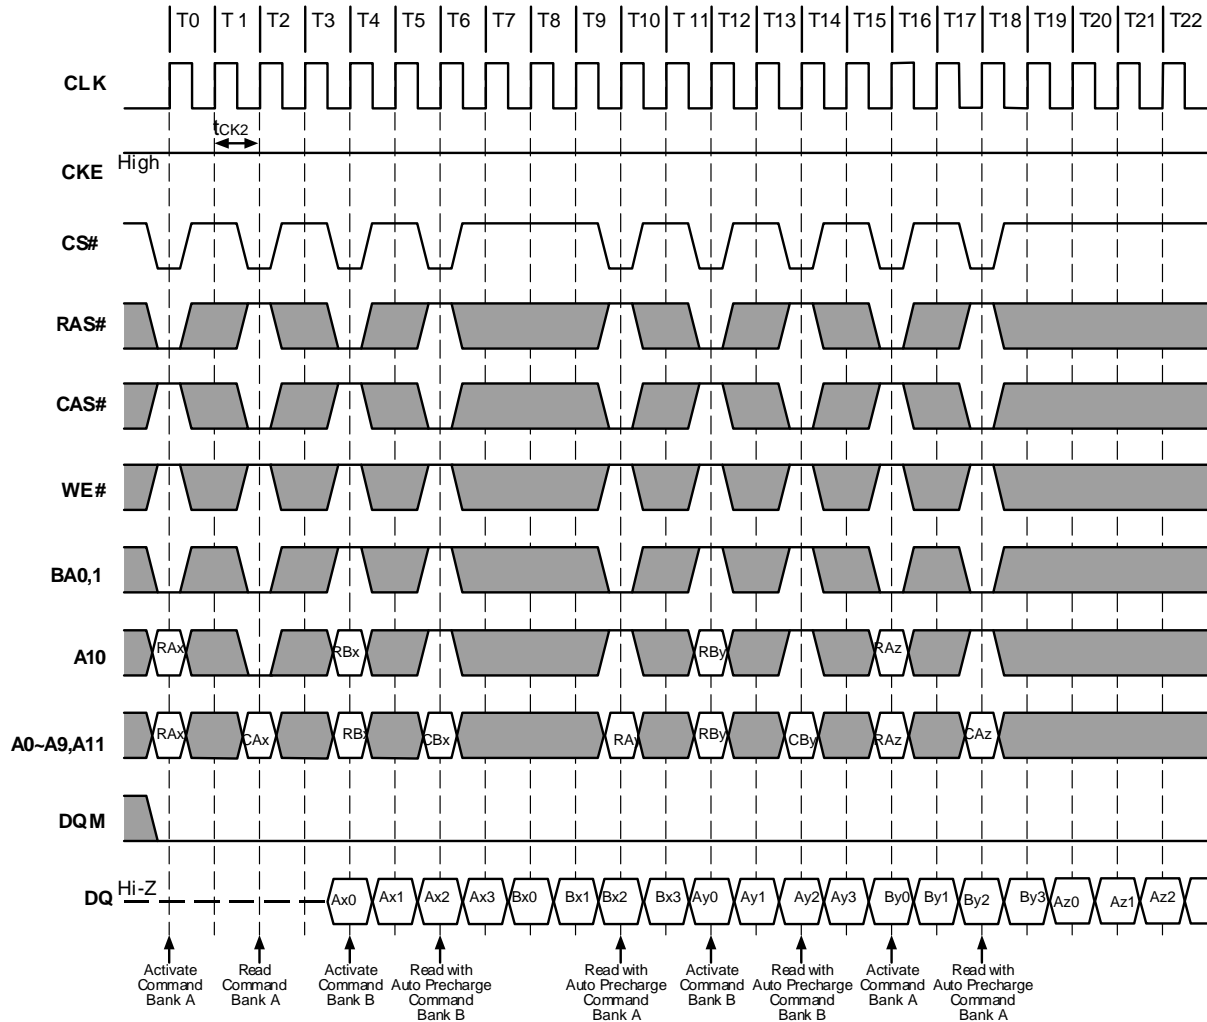 T0 T 1 T2 T3 T4 T5 T6 T7 T8 T9 T10 T 11 T12 T13 T14 T15 T16 T17 T18 T19 T20 T21 T22
CLK
tCK2
High
CKE
CS#
RAS#
CAS#
WE#
BA0,1
A10 RAx RBx RBy RAz
A0~A9,A11 RAx CAx RBx CBx RAy RBy CBy RAz CAz
DQM
Hi-Z
DQ Ax0 Ax1 Ax2 Ax3 Bx0 Bx1 Bx2 Bx3 Ay0 Ay1 Ay2 Ay3 By0 By1 By2 By3 Az0 Az1 Az2
Activate Read Activate Read with Read with Activate Read with Activate Read with
Command Command Command Auto Precharge Auto Precharge Command Auto Precharge Command Auto Precharge
Bank A Bank A Bank B Command Command Bank B Command Bank A Command
Bank B Bank A Bank B Bank A